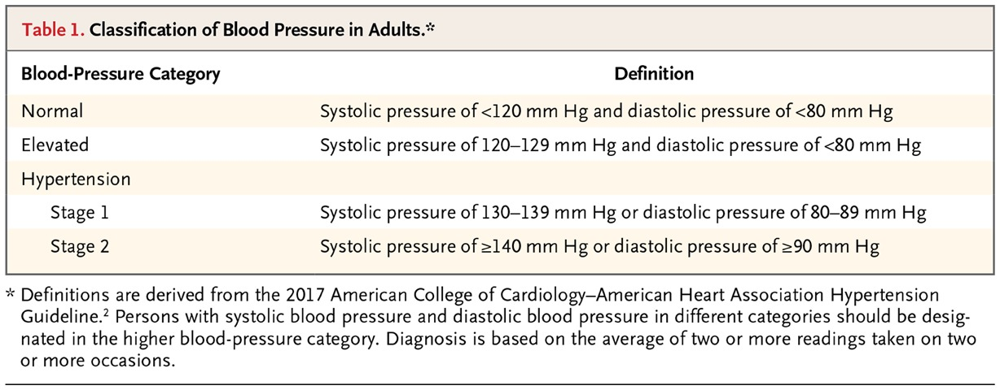 Table 1. Classification of Blood Pressure in Adults.*
Blood-Pressure Category Definition
Normal Systolic pressure of <120 mm Hg and diastolic pressure of <80 mm Hg
Elevated Systolic pressure of 120–129 mm Hg and diastolic pressure of <80 mm Hg
Hypertension
Stage 1 Systolic pressure of 130–139 mm Hg or diastolic pressure of 80–89 mm Hg
Stage 2 Systolic pressure of ≥140 mm Hg or diastolic pressure of ≥90 mm Hg
* Definitions are derived from the 2017 American College of Cardiology–American Heart Association Hypertension
Guideline.² Persons with systolic blood pressure and diastolic blood pressure in different categories should be desig-
nated in the higher blood-pressure category. Diagnosis is based on the average of two or more readings taken on two
or more occasions.